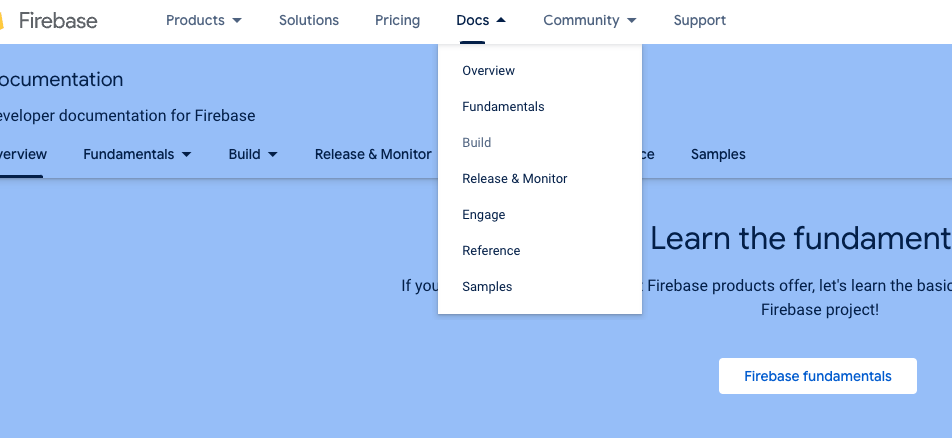 Firebase
Products
Solutions
Pricing
Docs
Community
Support
ocumentation
eveloper documentation for Firebase
verview
Fundamentals
Build
Release & Monitor
ce
Samples
Overview
Fundamentals
Build
Release & Monitor
Engage
Reference
Samples
Learn the fundament
If you
Firebase products offer, let's learn the basic
Firebase project!
Firebase fundamentals